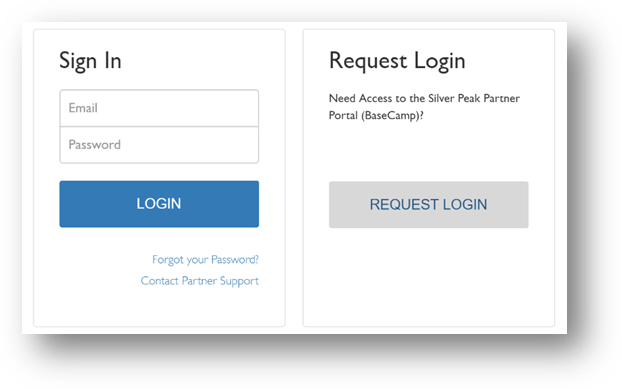 Sign In
Email
Password
LOGIN
Forgot your Password?
Contact Partner Support
Request Login
Need Access to the Silver Peak Partner
Portal (BaseCamp)?
REQUEST LOGIN